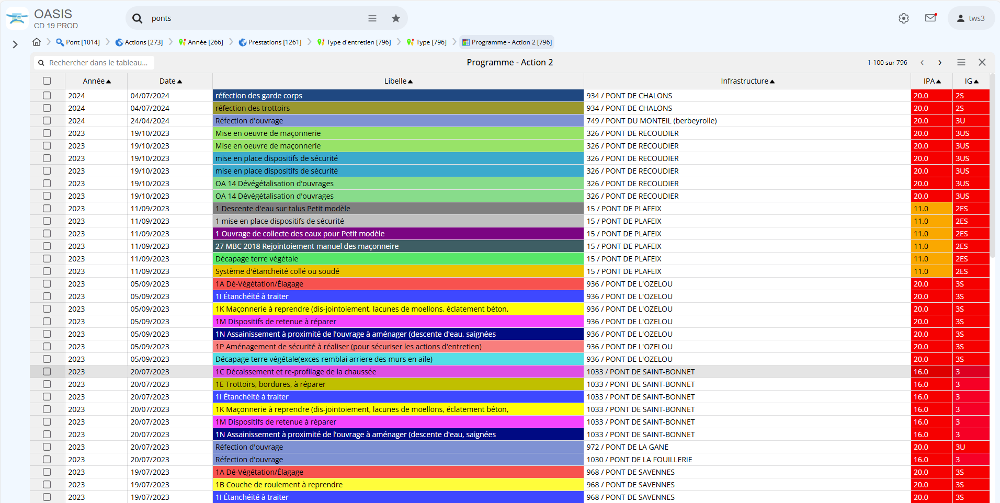 OASIS
CD 19 PROD
ponts
tws3
Pont [1014] Actions [273] Année [266] Prestations [1261] Type d'entretien [796] Type [796] Programme - Action 2 [796]
Rechercher dans le tableau... Programme - Action 2 1-100 sur 796
Année Date Libelle Infrastructure IPA IG
2024 04/07/2024 réfection des garde corps 934 / PONT DE CHALONS 20.0 2S
2024 04/07/2024 réfection des trottoirs 934 / PONT DE CHALONS 20.0 2S
2024 24/04/2024 Réfection d'ouvrage 749 / PONT DU MONTEIL (berbeyrolle) 20.0 3U
2023 19/10/2023 Mise en oeuvre de maçonnerie 326 / PONT DE RECOUDIER 20.0 3US
2023 19/10/2023 Mise en oeuvre de maçonnerie 326 / PONT DE RECOUDIER 20.0 3US
2023 19/10/2023 mise en place dispositifs de sécurité 326 / PONT DE RECOUDIER 20.0 3US
2023 19/10/2023 mise en place dispositifs de sécurité 326 / PONT DE RECOUDIER 20.0 3US
2023 19/10/2023 OA 14 Dévégétalisation d'ouvrages 326 / PONT DE RECOUDIER 20.0 3US
2023 19/10/2023 OA 14 Dévégétalisation d'ouvrages 326 / PONT DE RECOUDIER 20.0 3US
2023 11/09/2023 1 Descente d'eau sur talus Petit modèle 15 / PONT DE PLAFEIX 11.0 2ES
2023 11/09/2023 1 mise en place dispositifs de sécurité 15 / PONT DE PLAFEIX 11.0 2ES
2023 11/09/2023 1 Ouvrage de collecte des eaux pour Petit modèle 15 / PONT DE PLAFEIX 11.0 2ES
2023 11/09/2023 27 MBC 2018 Rejointoiement manuel des maçonneire 15 / PONT DE PLAFEIX 11.0 2ES
2023 11/09/2023 Décapage terre végétale 15 / PONT DE PLAFEIX 11.0 2ES
2023 11/09/2023 Système d'étancheité collé ou soudé 15 / PONT DE PLAFEIX 11.0 2ES
2023 05/09/2023 1A Dé-Végétation/Élagage 936 / PONT DE L'OZELOU 20.0 3S
2023 05/09/2023 1I Étanchéité à traiter 936 / PONT DE L'OZELOU 20.0 3S
2023 05/09/2023 1K Maçonnerie à reprendre (dis-jointoiement, lacunes de moellons, éclatement béton, 936 / PONT DE L'OZELOU 20.0 3S
2023 05/09/2023 1M Dispositifs de retenue à réparer 936 / PONT DE L'OZELOU 20.0 3S
2023 05/09/2023 1N Assainissement à proximité de l'ouvrage à aménager (descente d'eau, saignées 936 / PONT DE L'OZELOU 20.0 3S
2023 05/09/2023 1P Aménagement de sécurité à réaliser (pour sécuriser les actions d'entretien) 936 / PONT DE L'OZELOU 20.0 3S
2023 05/09/2023 Décapage terre végétale(exces remblai arriere des murs en aile) 936 / PONT DE L'OZELOU 20.0 3S
2023 20/07/2023 1C Décaissement et re-profilage de la chaussée 1033 / PONT DE SAINT-BONNET 16.0 3
2023 20/07/2023 1E Trottoirs, bordures, à réparer 1033 / PONT DE SAINT-BONNET 16.0 3
2023 20/07/2023 1I Étanchéité à traiter 1033 / PONT DE SAINT-BONNET 16.0 3
2023 20/07/2023 1K Maçonnerie à reprendre (dis-jointoiement, lacunes de moellons, éclatement béton, 1033 / PONT DE SAINT-BONNET 16.0 3
2023 20/07/2023 1M Dispositifs de retenue à réparer 1033 / PONT DE SAINT-BONNET 16.0 3
2023 20/07/2023 1N Assainissement à proximité de l'ouvrage à aménager (descente d'eau, saignées 1033 / PONT DE SAINT-BONNET 16.0 3
2023 20/07/2023 Réfection d'ouvrage 972 / PONT DE LA GANE 20.0 3U
2023 20/07/2023 Réfection d'ouvrage 1030 / PONT DE LA FOUILLERIE 16.0 3
2023 19/07/2023 1A Dé-Végétation/Élagage 968 / PONT DE SAVENNES 20.0 3S
2023 19/07/2023 1B Couche de roulement à reprendre 968 / PONT DE SAVENNES 20.0 3S
2023 19/07/2023 1I Étanchéité à traiter 968 / PONT DE SAVENNES 20.0 3S